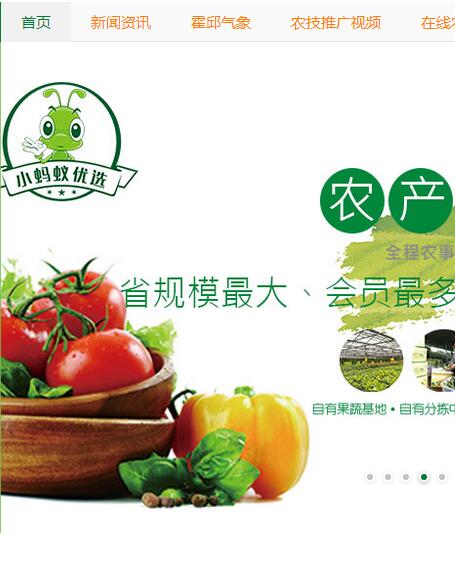 首页 新闻资讯 霍邱气象 农技推广视频 在线
小蚂蚁优选
农产
全程农事
省规模最大、会员最多
自有果蔬基地•自有分拣